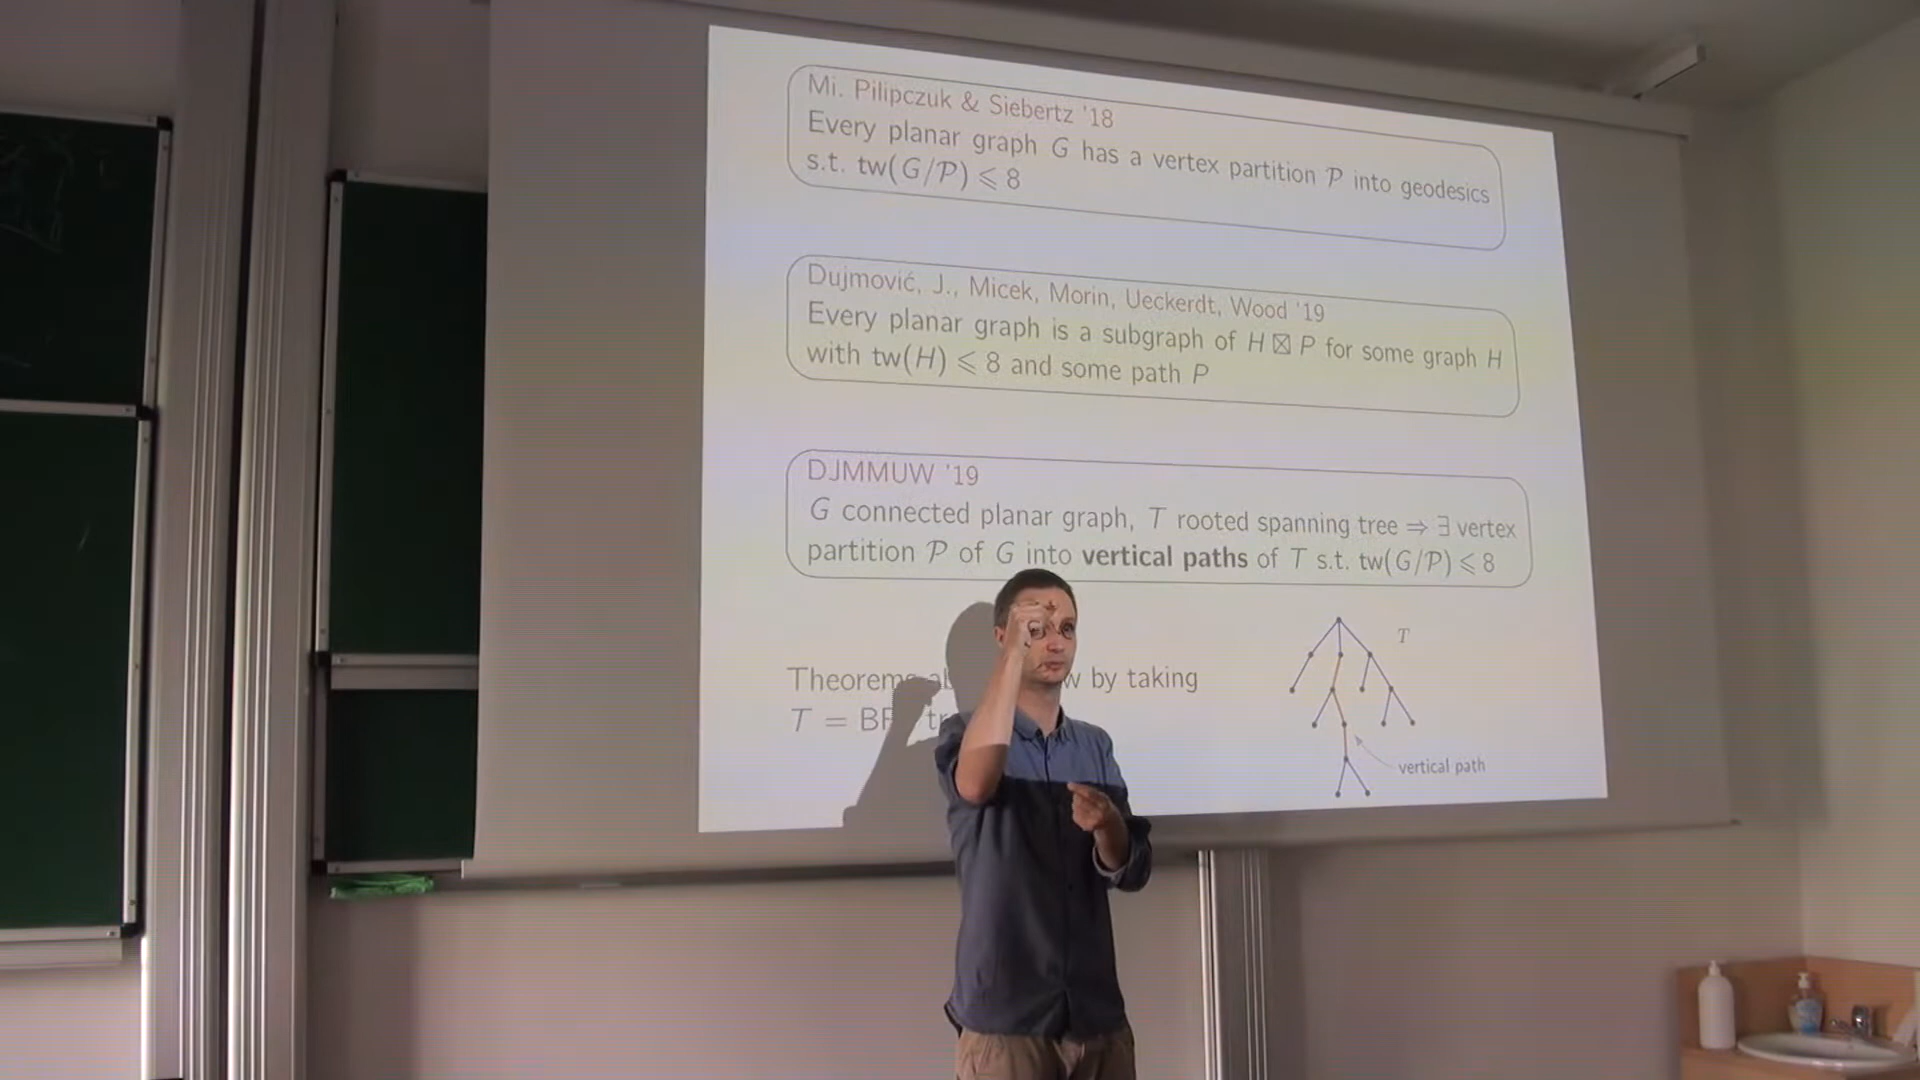 Mi. Pilipczuk & Siebertz '18
Every planar graph G has a vertex partition 𝒫 into geodesics
s.t. tw(G/𝒫) ⩽ 8
Dujmović, J., Micek, Morin, Ueckerdt, Wood '19
Every planar graph is a subgraph of H ⊠ P for some graph H
with tw(H) ⩽ 8 and some path P
DJMMUW '19
G connected planar graph, T rooted spanning tree ⇒ ∃ vertex
partition 𝒫 of G into vertical paths of T s.t. tw(G/𝒫) ⩽ 8
T
Theorems by taking
T =
vertical path